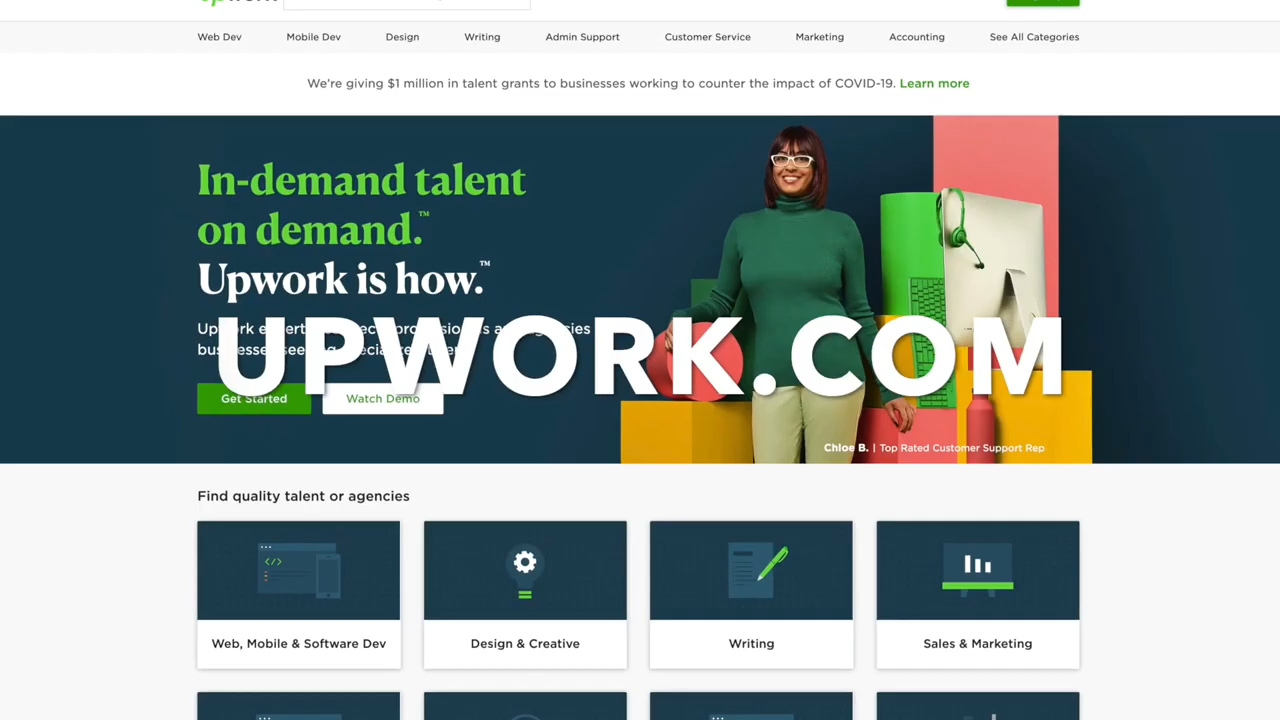 Web Dev
Mobile Dev
Design
Writing
Admin Support
Customer Service
Marketing
Accounting
See All Categories
We're giving $1 million in talent grants to businesses working to counter the impact of COVID-19. Learn more
In-demand talent
on demand.™
Upwork is how.™
UPWORK.COM
Get Started
Watch Demo
Chloe B. | Top Rated Customer Support Rep
Find quality talent or agencies
</>
Web, Mobile & Software Dev
Design & Creative
Writing
Sales & Marketing